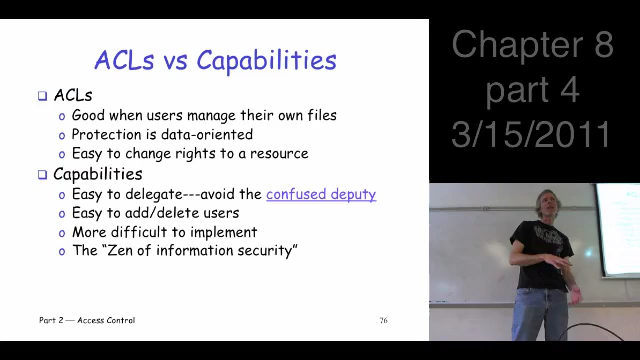 ACLs vs Capabilities
❑ ACLs
o Good when users manage their own files
o Protection is data-oriented
o Easy to change rights to a resource
❑ Capabilities
o Easy to delegate---avoid the confused deputy
o Easy to add/delete users
o More difficult to implement
o The “Zen of information security”
Part 2 — Access Control
76
Chapter 8
part 4
3/15/2011